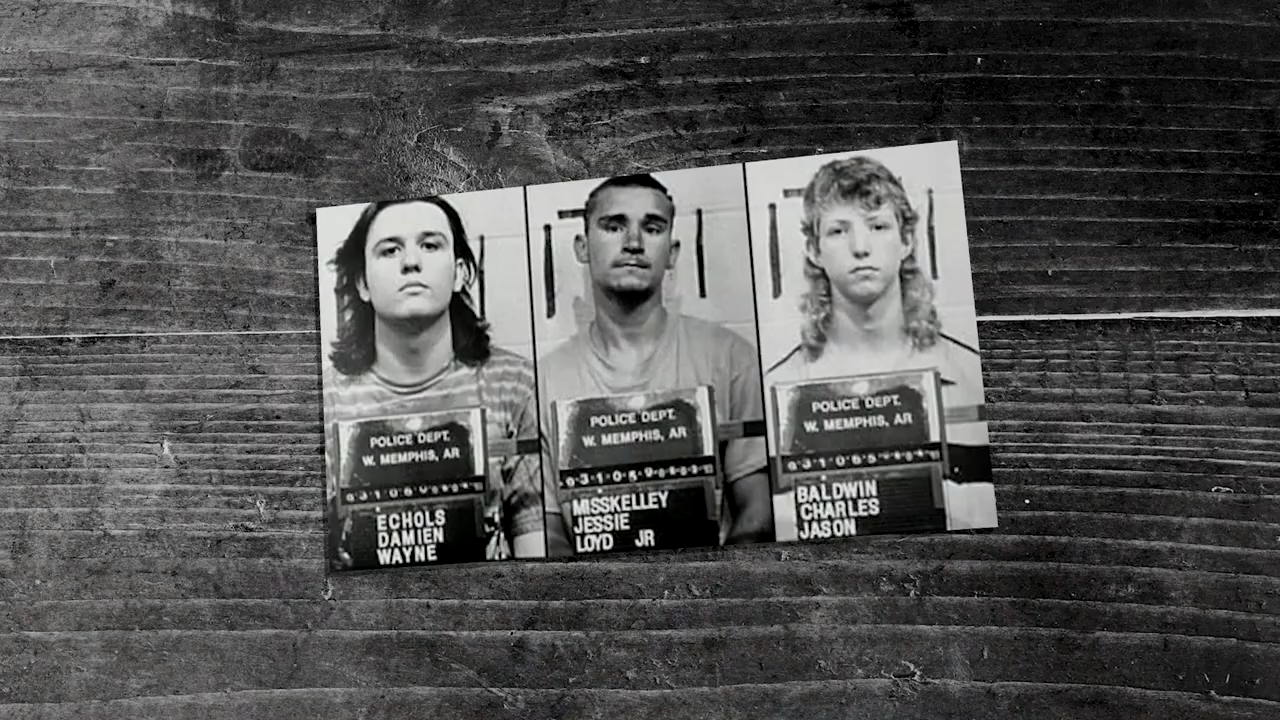 POLICE DEPT.
W. MEMPHIS, AR
ECHOLS
DAMIEN
WAYNE
POLICE DEPT.
W. MEMPHIS, AR
MISSKELLEY
JESSIE
LOYD JR
POLICE DEPT.
W. MEMPHIS, AR
BALDWIN
CHARLES
JASON